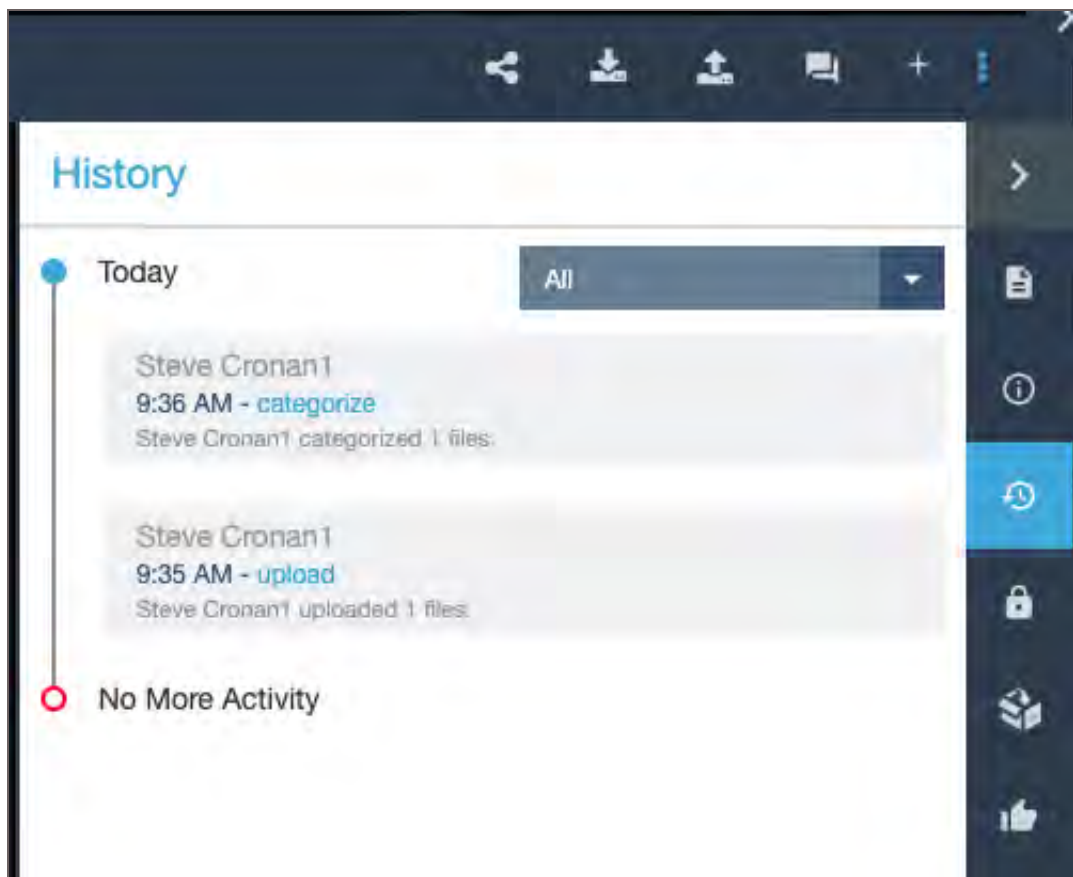 History
Today
All
Steve Cronan1
9:36 AM - categorize
Steve Cronan1 categorized 1 files.
Steve Cronan1
9:35 AM - upload
Steve Cronan1 uploaded 1 files.
No More Activity